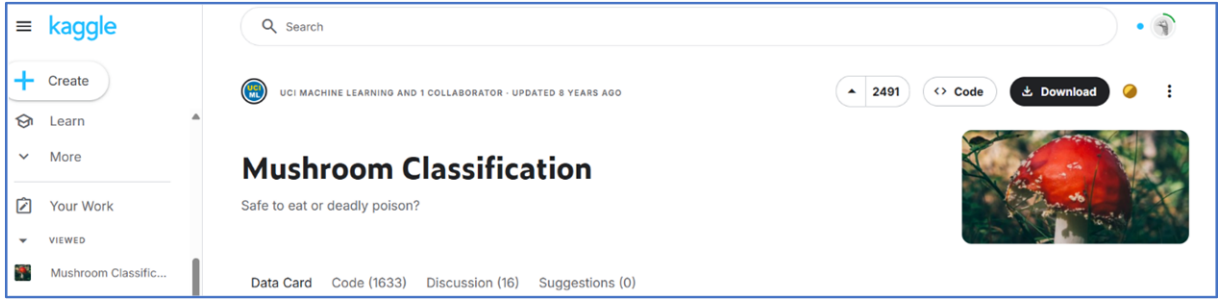 kaggle
Search
Create
Learn
More
Your Work
VIEWED
Mushroom Classific...
UCI ML
UCI MACHINE LEARNING AND 1 COLLABORATOR · UPDATED 8 YEARS AGO
2491
<> Code
Download
Mushroom Classification
Safe to eat or deadly poison?
Data Card Code (1633) Discussion (16) Suggestions (0)